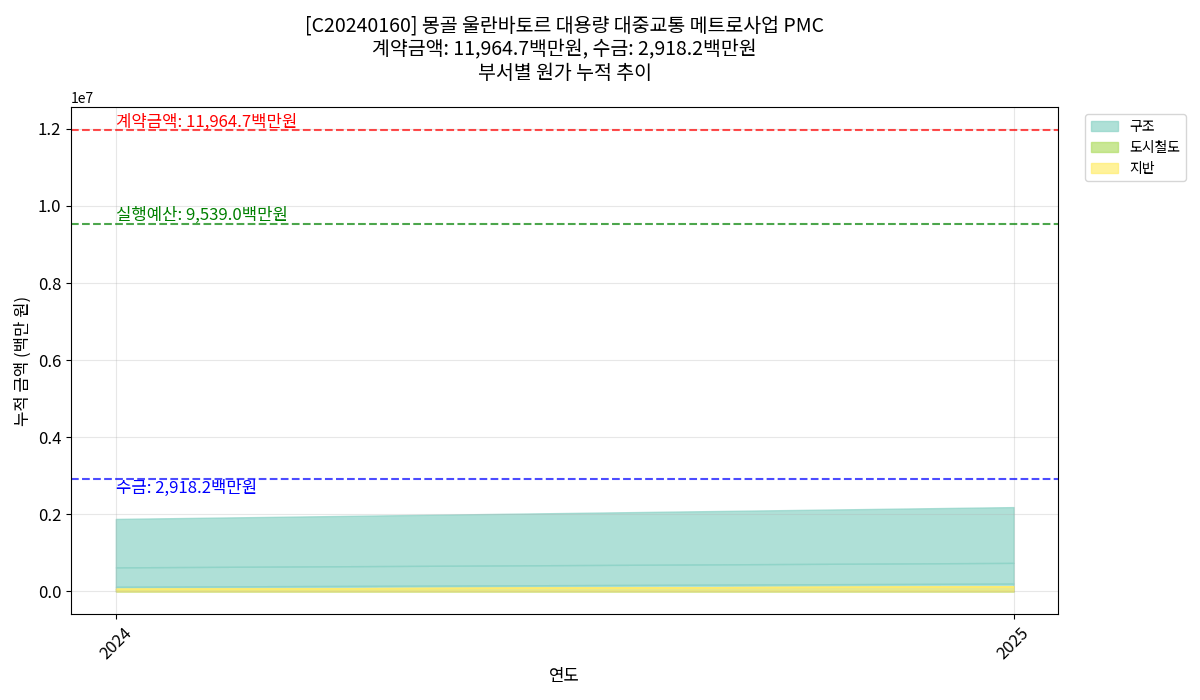 [C20240160] 몽골 울란바토르 대용량 대중교통 메트로사업 PMC
계약금액: 11,964.7백만원, 수금: 2,918.2백만원
부서별 원가 누적 추이
1e7
1.2
1.0
0.8
0.6
0.4
0.2
0.0
누적 금액 (백만 원)
계약금액: 11,964.7백만원
실행예산: 9,539.0백만원
수금: 2,918.2백만원
구조
도시철도
지반
2024
2025
연도